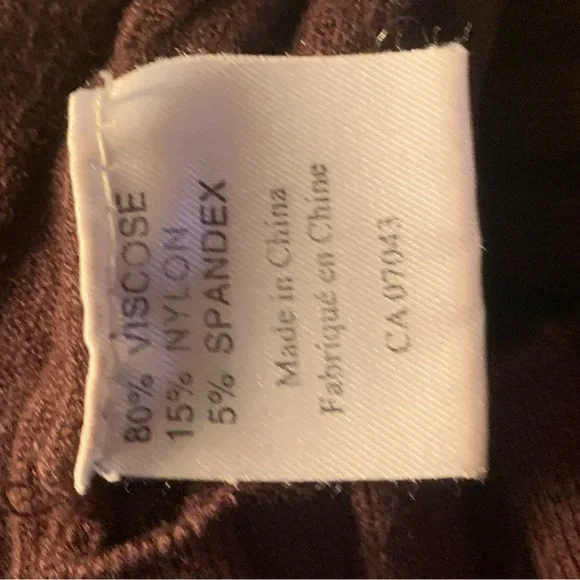 80% VISCOSE
15% NYLON
5% SPANDEX
Made in China
Fabriqué en Chine
CA 07043